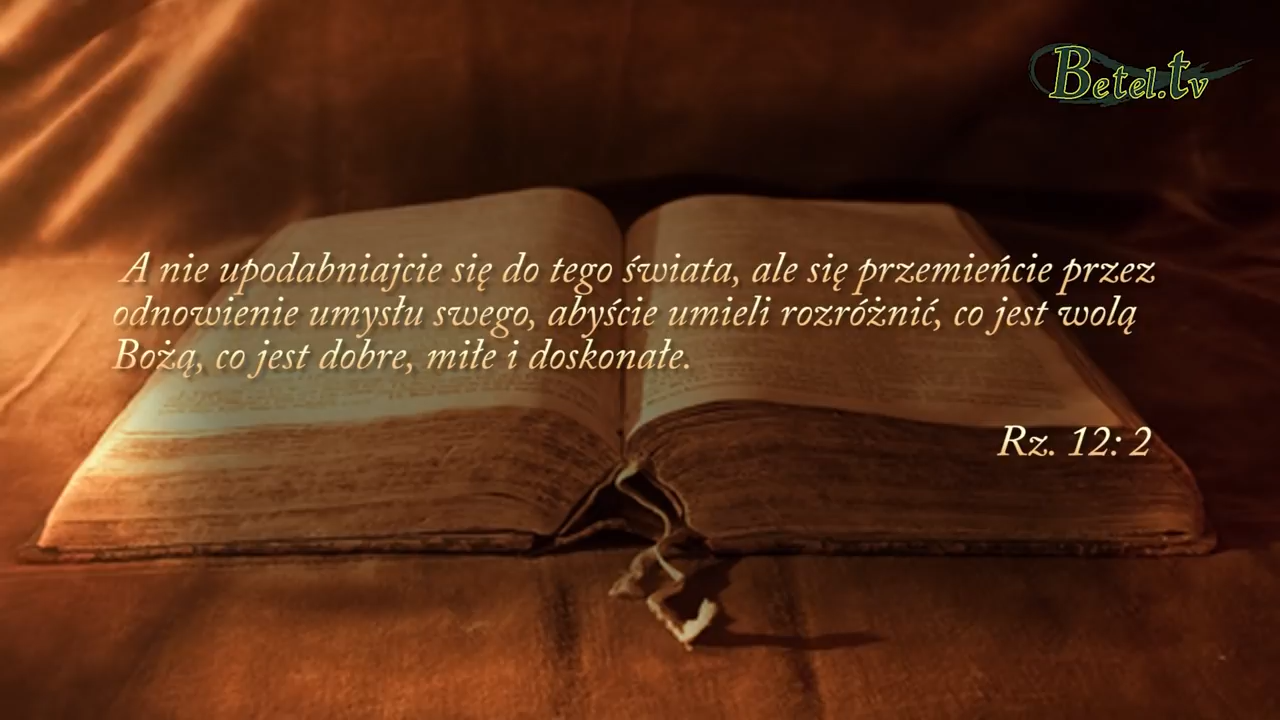 Betel.tv
A nie upodabniajcie się do tego świata, ale się przemieńcie przez
odnowienie umysłu swego, abyście umieli rozróżnić, co jest wolą
Bożą, co jest dobre, miłe i doskonałe.
Rz. 12: 2